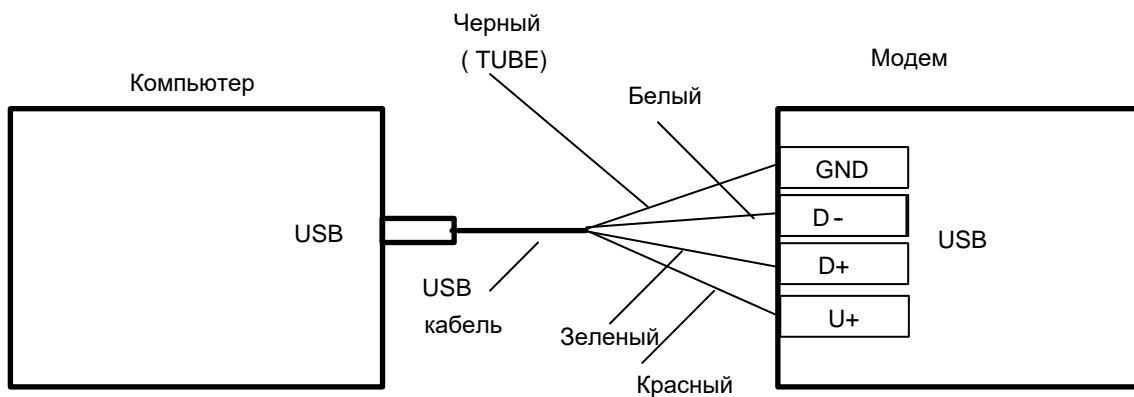 Черный
( TUBE)
Модем
Компьютер
Белый
GND
D -
USB
USB
D+
USB
кабель
U+
Зеленый
Красный